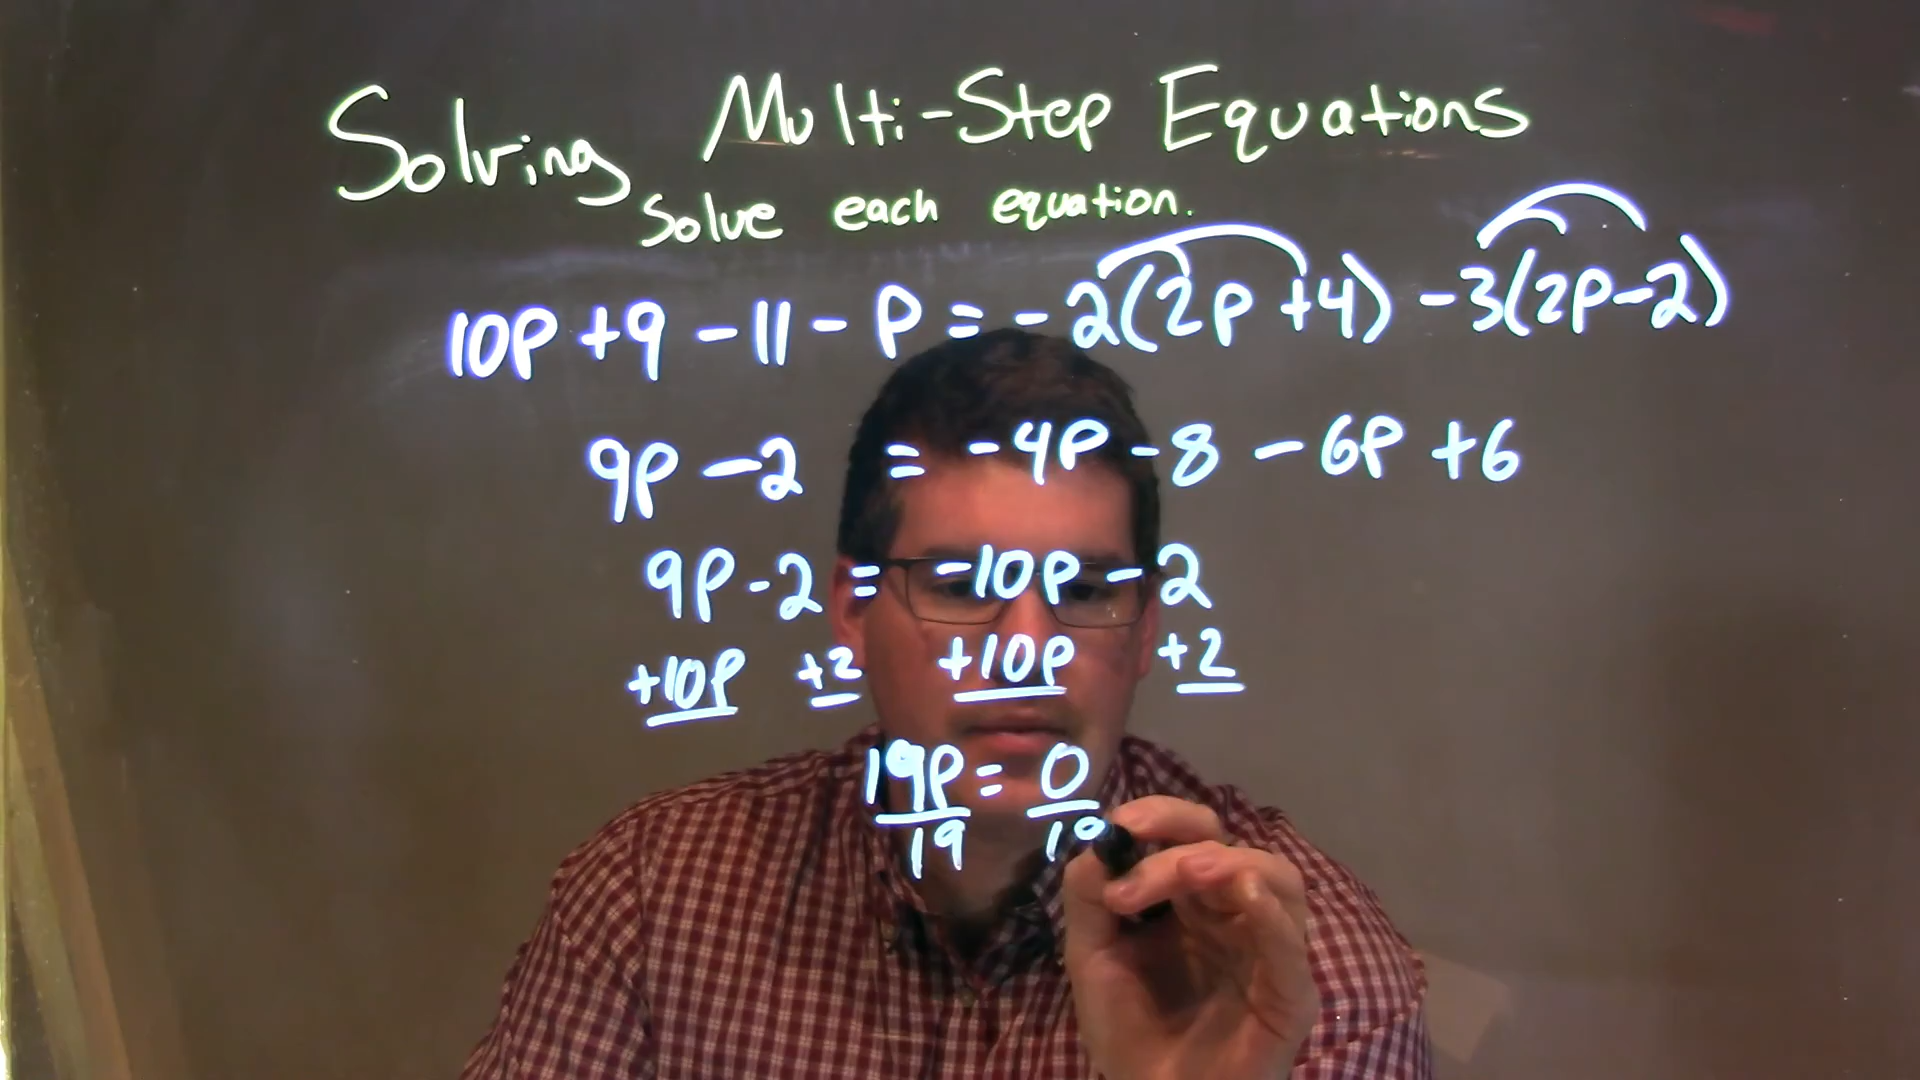 Solving Multi-Step Equations
Solve each equation.
10p + 9 - 11 - p = -2(2p + 4) - 3(2p - 2)
9p - 2 = -4p - 8 - 6p + 6
9p - 2 = -10p - 2
+10p +2 +10p +2
19p = 0
19 19